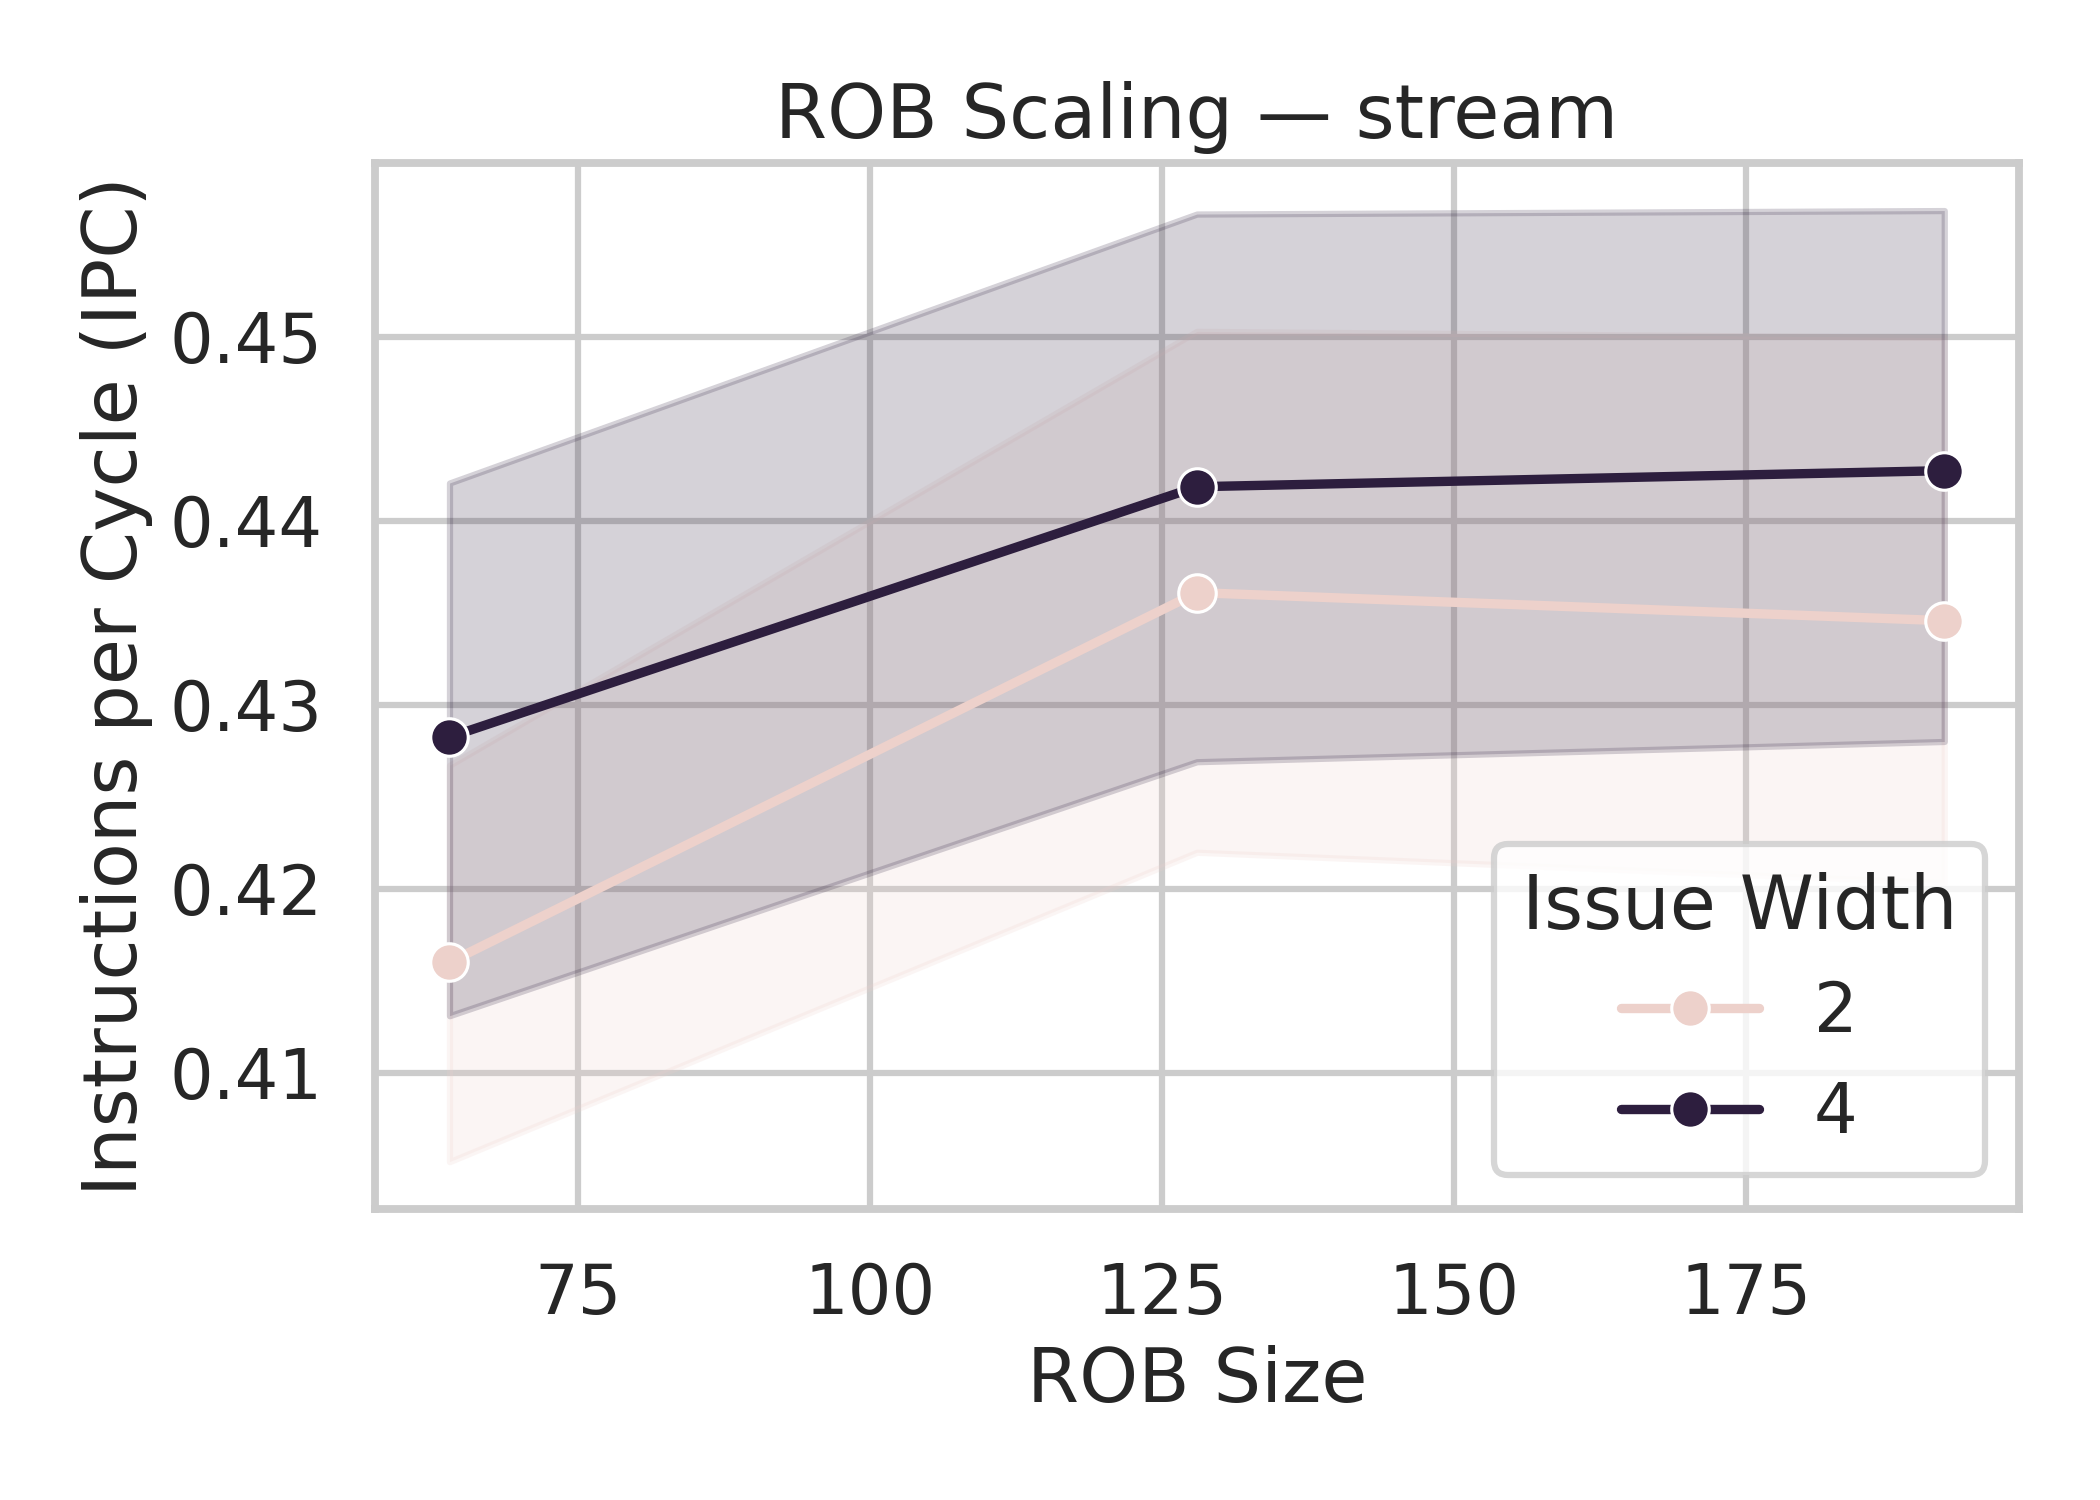 ROB Scaling — stream
Instructions per Cycle (IPC)
0.45
0.44
0.43
0.42
0.41
Issue Width
2
4
75 100 125 150 175
ROB Size